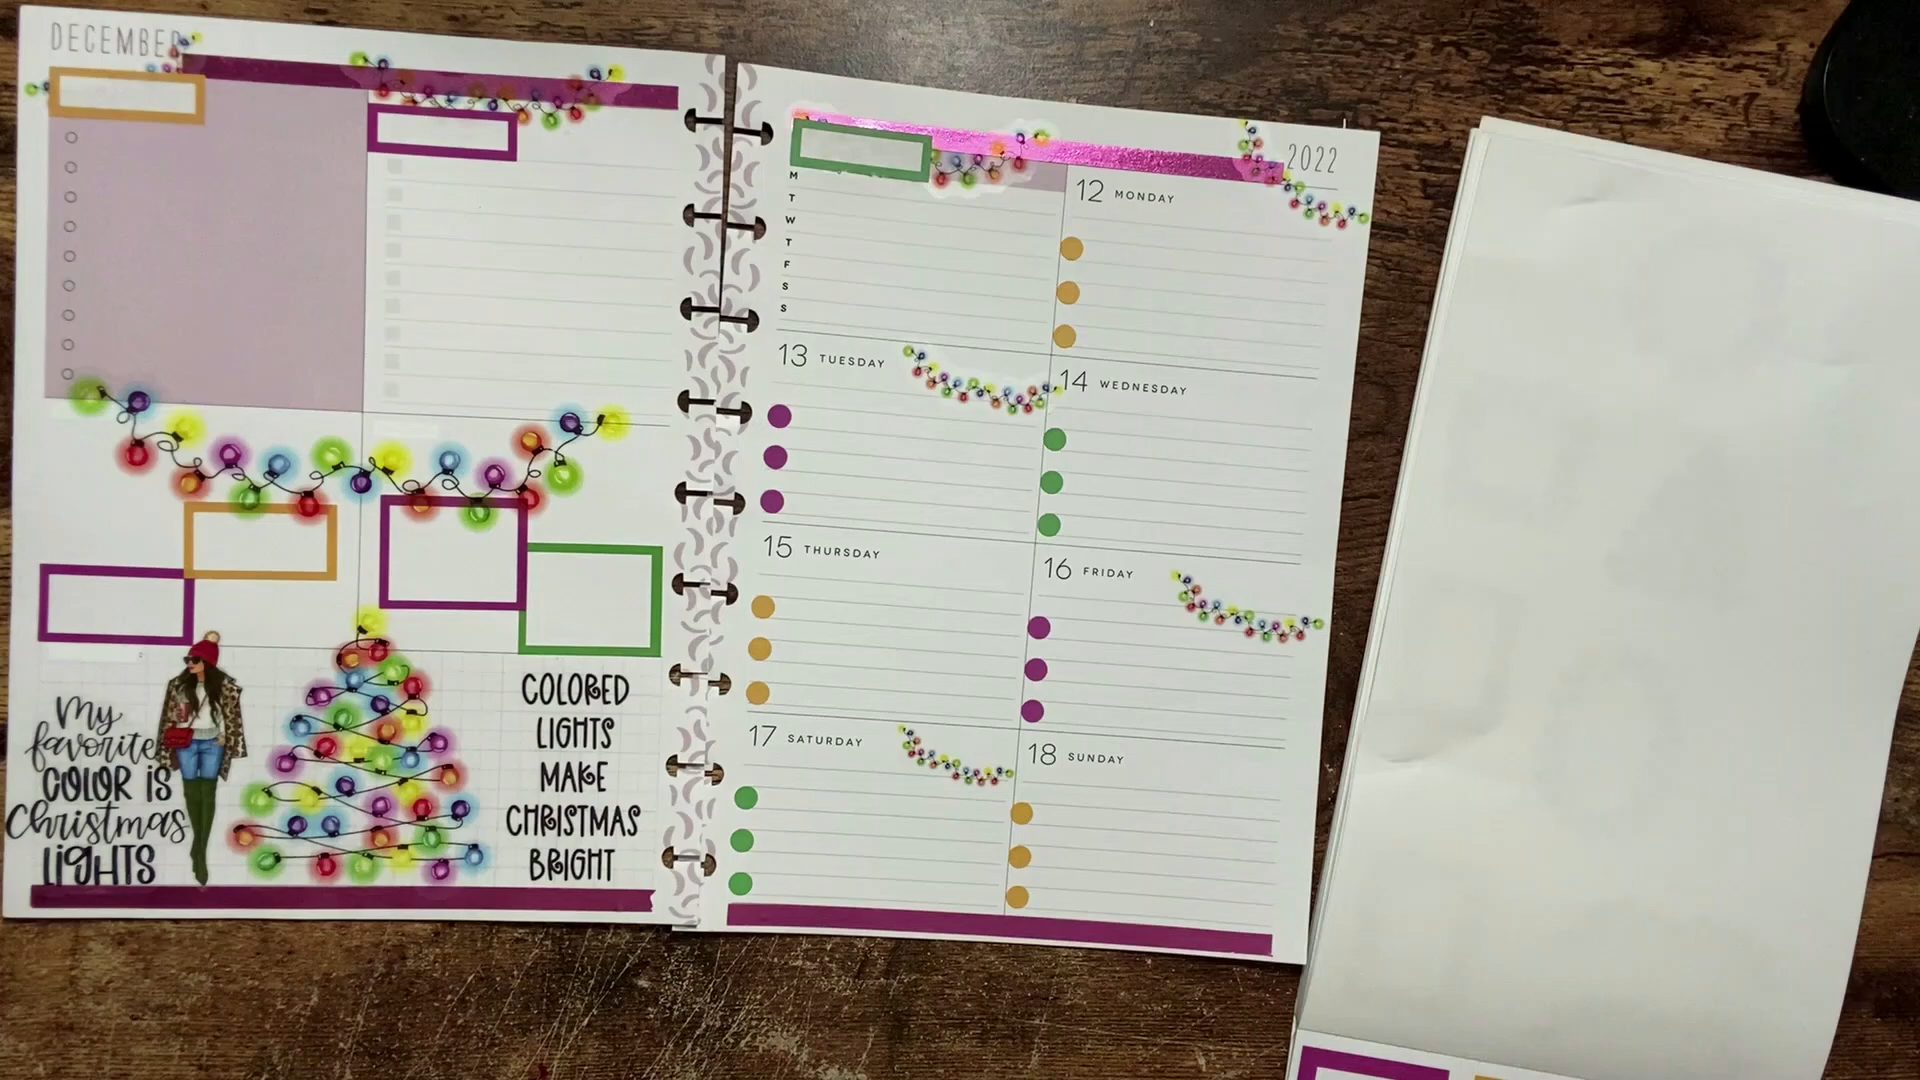 DECEMBER
My
favorite
COLOR IS
Christmas
LIGHTS
COLORED
LIGHTS
MAKE
CHRISTMAS
BRIGHT
2022
M
T
W
T
F
S
S
12 MONDAY
13 TUESDAY
14 WEDNESDAY
15 THURSDAY
16 FRIDAY
17 SATURDAY
18 SUNDAY